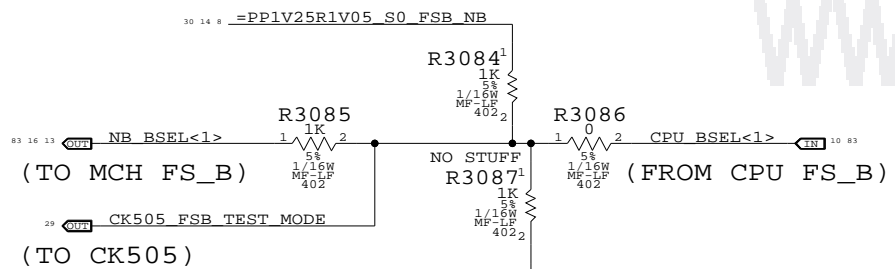 30 14 8 =PP1V25R1V05_S0_FSB_NB
R3084
1
1K
5%
1/16W
MF-LF
402
2
R3085
1K
1 2
5%
1/16W
MF-LF
402
R3086
0
1 2
5%
1/16W
MF-LF
402
83 16 13 OUT NB_BSEL<1>
CPU_BSEL<1> IN 10 83
(TO MCH FS_B)
NO STUFF
(FROM CPU FS_B)
R3087
1
1K
5%
1/16W
MF-LF
402
2
29 OUT CK505_FSB_TEST_MODE
(TO CK505)